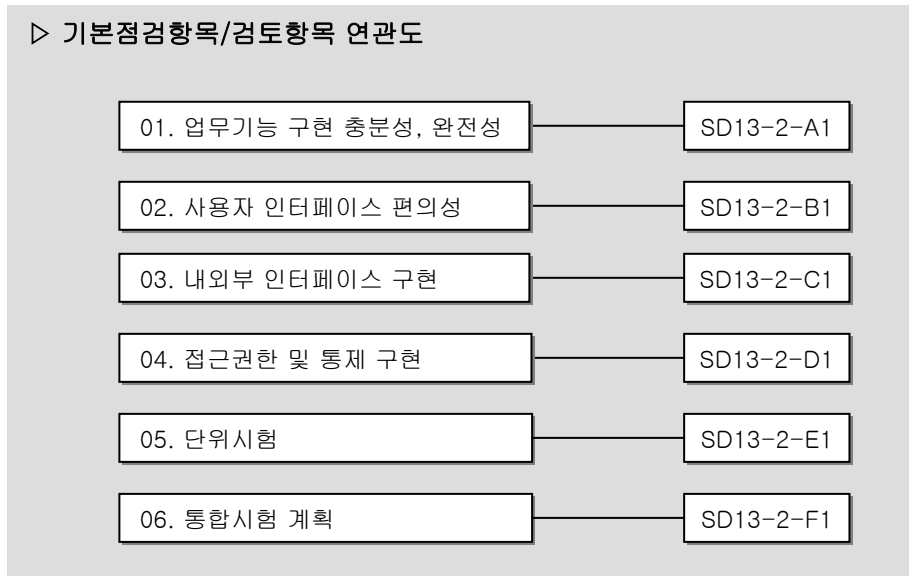 ▷ 기본점검항목/검토항목 연관도
01. 업무기능 구현 충분성, 완전성 SD13-2-A1
02. 사용자 인터페이스 편의성 SD13-2-B1
03. 내외부 인터페이스 구현 SD13-2-C1
04. 접근권한 및 통제 구현 SD13-2-D1
05. 단위시험 SD13-2-E1
06. 통합시험 계획 SD13-2-F1